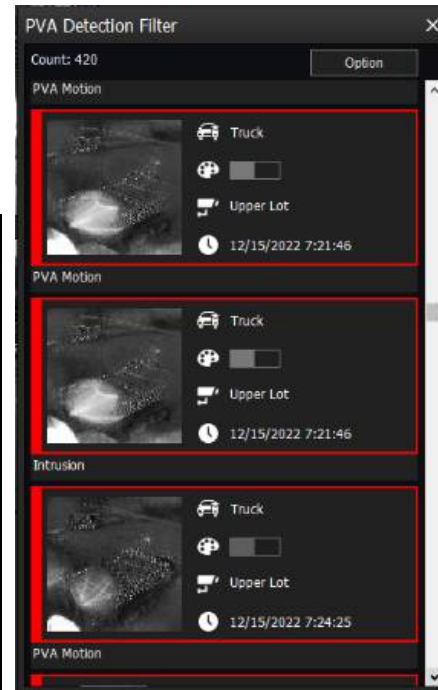 PVA Detection Filter
Count: 420
Option
PVA Motion
Truck
Upper Lot
12/15/2022 7:21:46
PVA Motion
Truck
Upper Lot
12/15/2022 7:21:46
Intrusion
Truck
Upper Lot
12/15/2022 7:24:25
PVA Motion